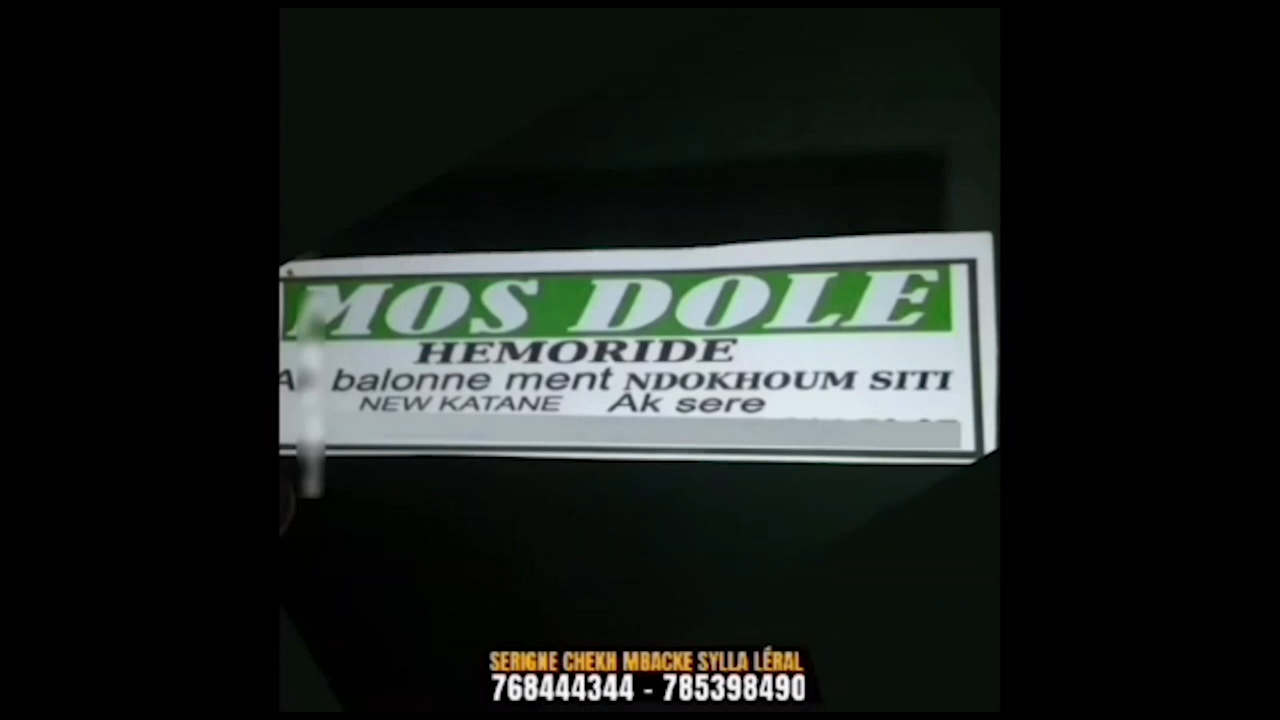 MOS DOLE
HEMORIDE
balonne ment NDOKHOUM SITI
NEW KATANE Ak sere
SERIGNE CHEKH MBACKE SYLLA LÉRAL
768444344 - 785398490